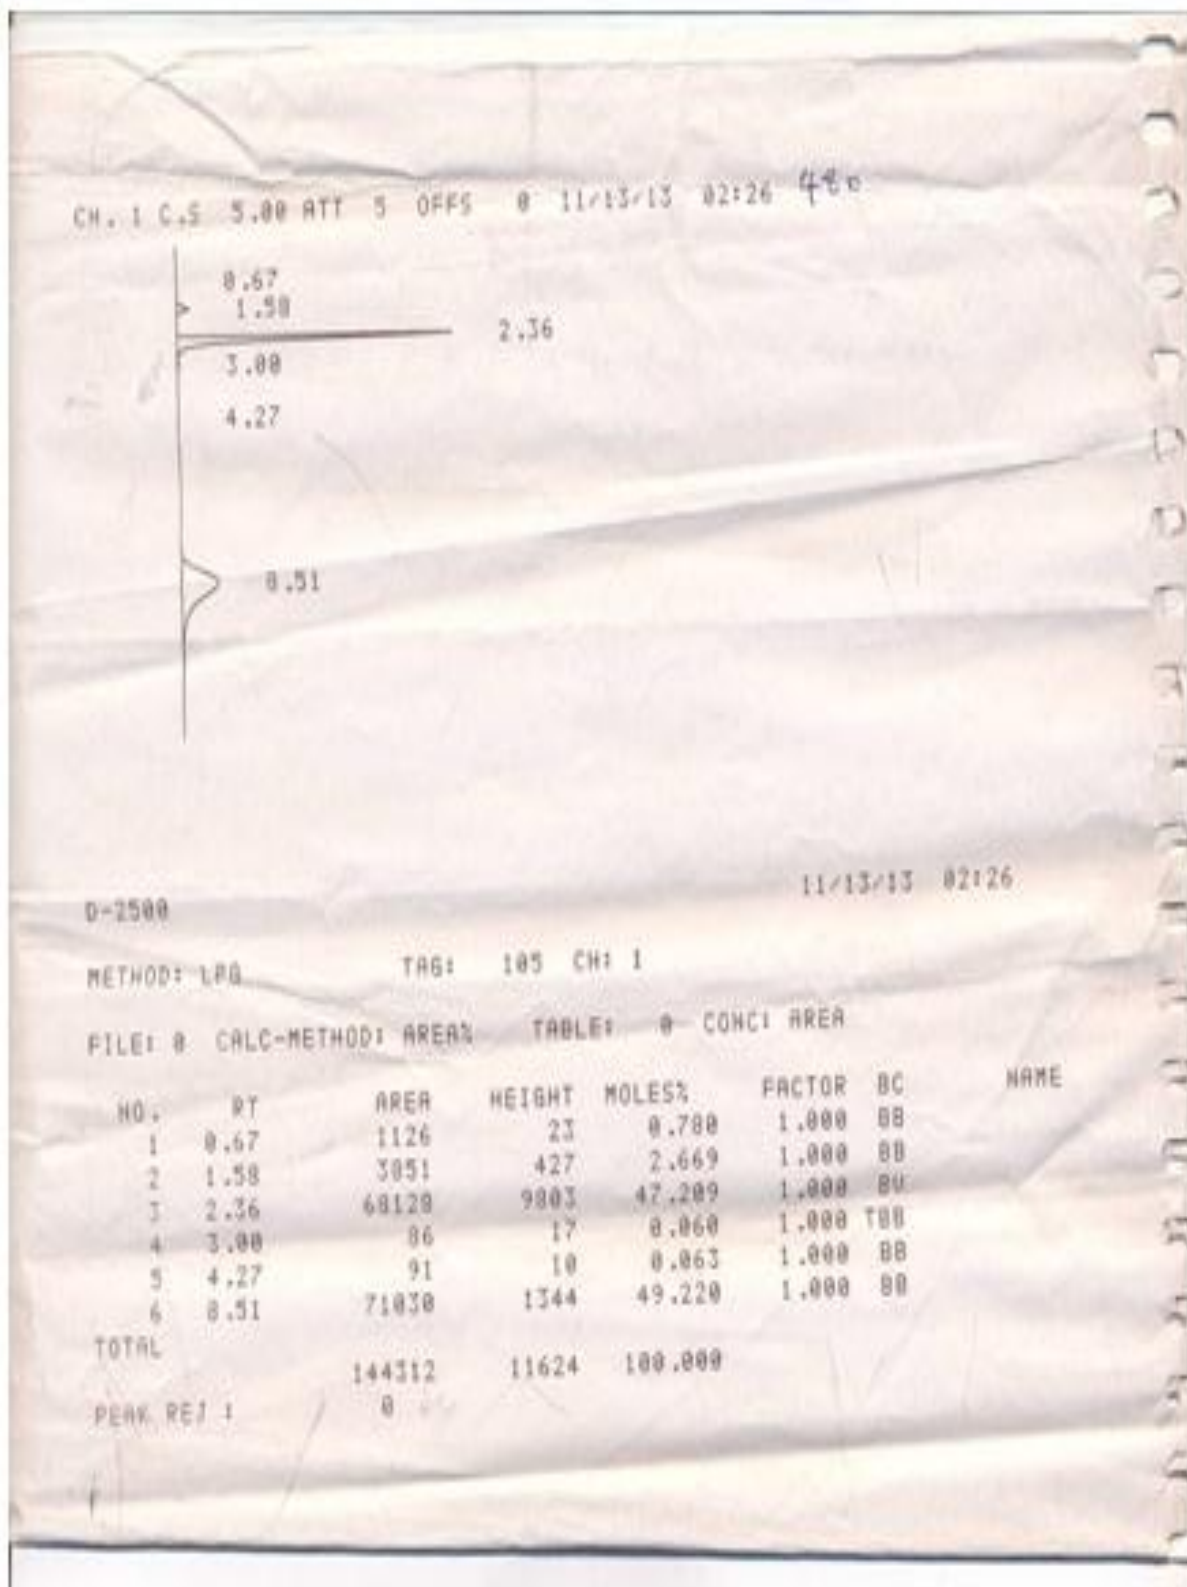 CH. 1 C.S 5.00 ATT 5 OFFS 0 11/13/13 02:26 480
0.67
1.58
2.36
3.00
4.27
8.51
D-2500 11/13/13 02:26
METHOD: LPG TAG: 105 CH: 1
FILE: 0 CALC-METHOD: AREA% TABLE: 0 CONC: AREA
NO. RT AREA HEIGHT MOLES% FACTOR BC NAME
1 0.67 1126 23 0.780 1.000 BB
2 1.58 3851 427 2.669 1.000 BB
3 2.36 68128 9803 47.209 1.000 BV
4 3.00 86 17 0.060 1.000 TBB
5 4.27 91 10 0.063 1.000 BB
6 8.51 71030 1344 49.220 1.000 BB
TOTAL
144312 11624 100.000
PEAK REJ : 0